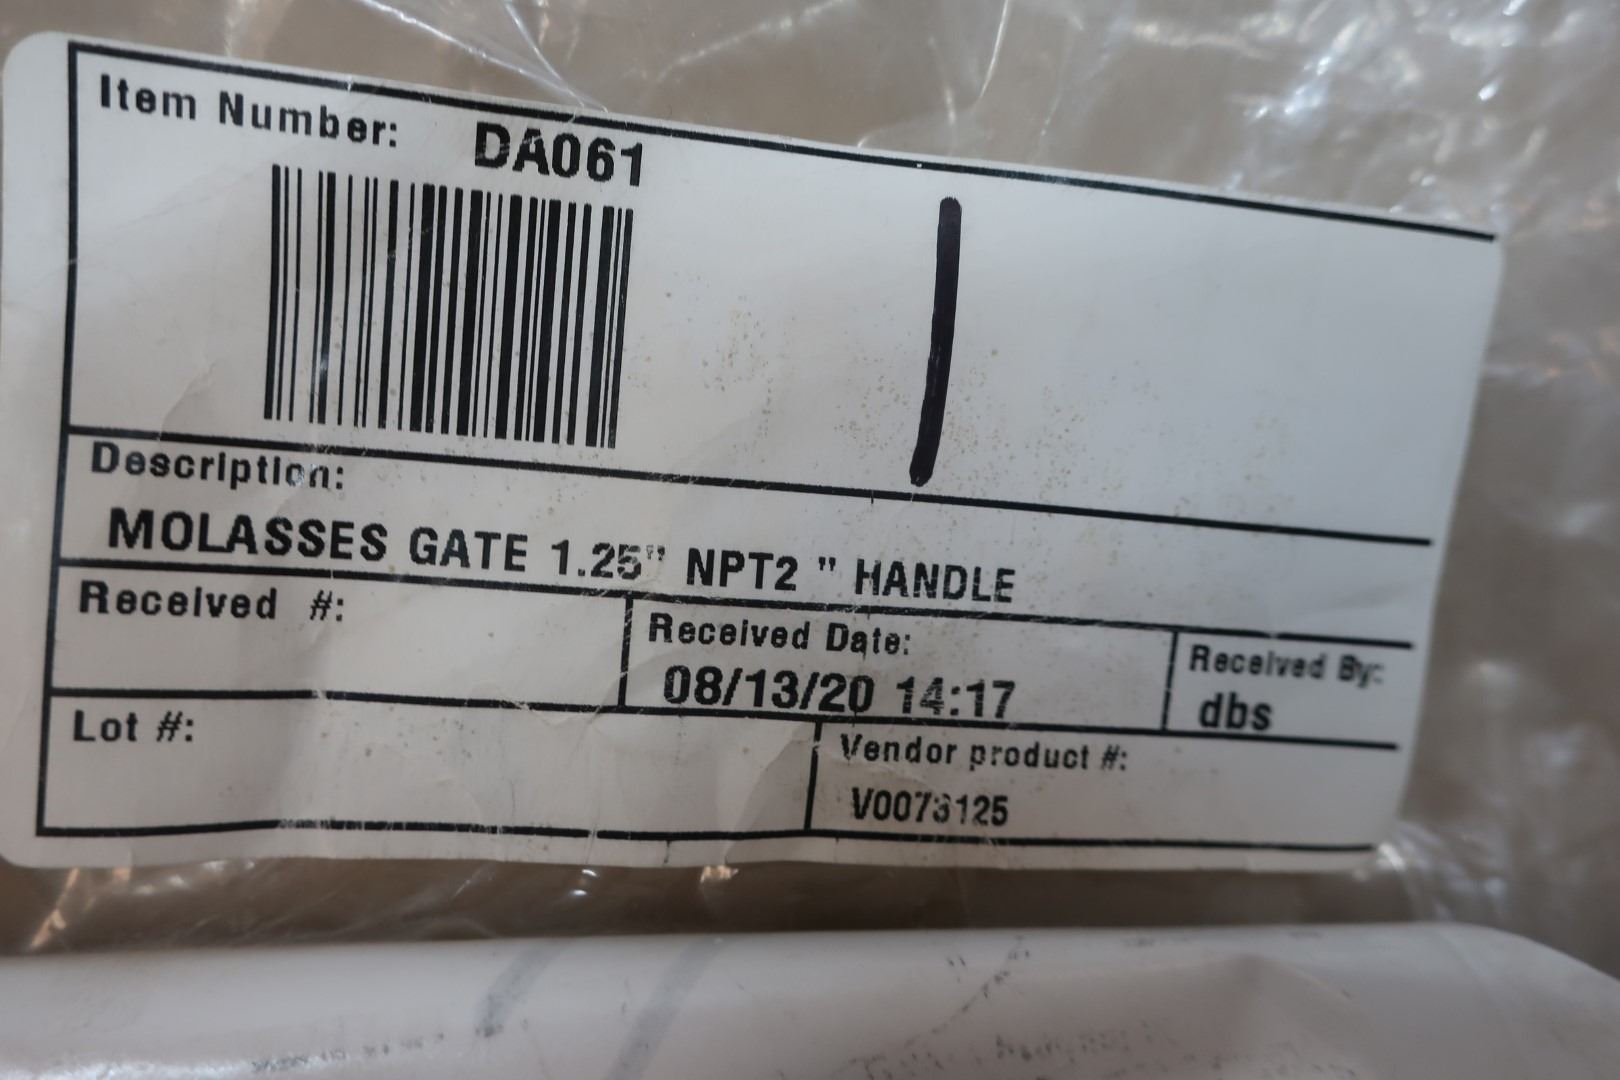 Item Number: DA061
Description:
MOLASSES GATE 1.25" NPT2 " HANDLE
Received #:
Received Date:
08/13/20 14:17
Received By:
dbs
Lot #:
Vendor product #:
V0073125